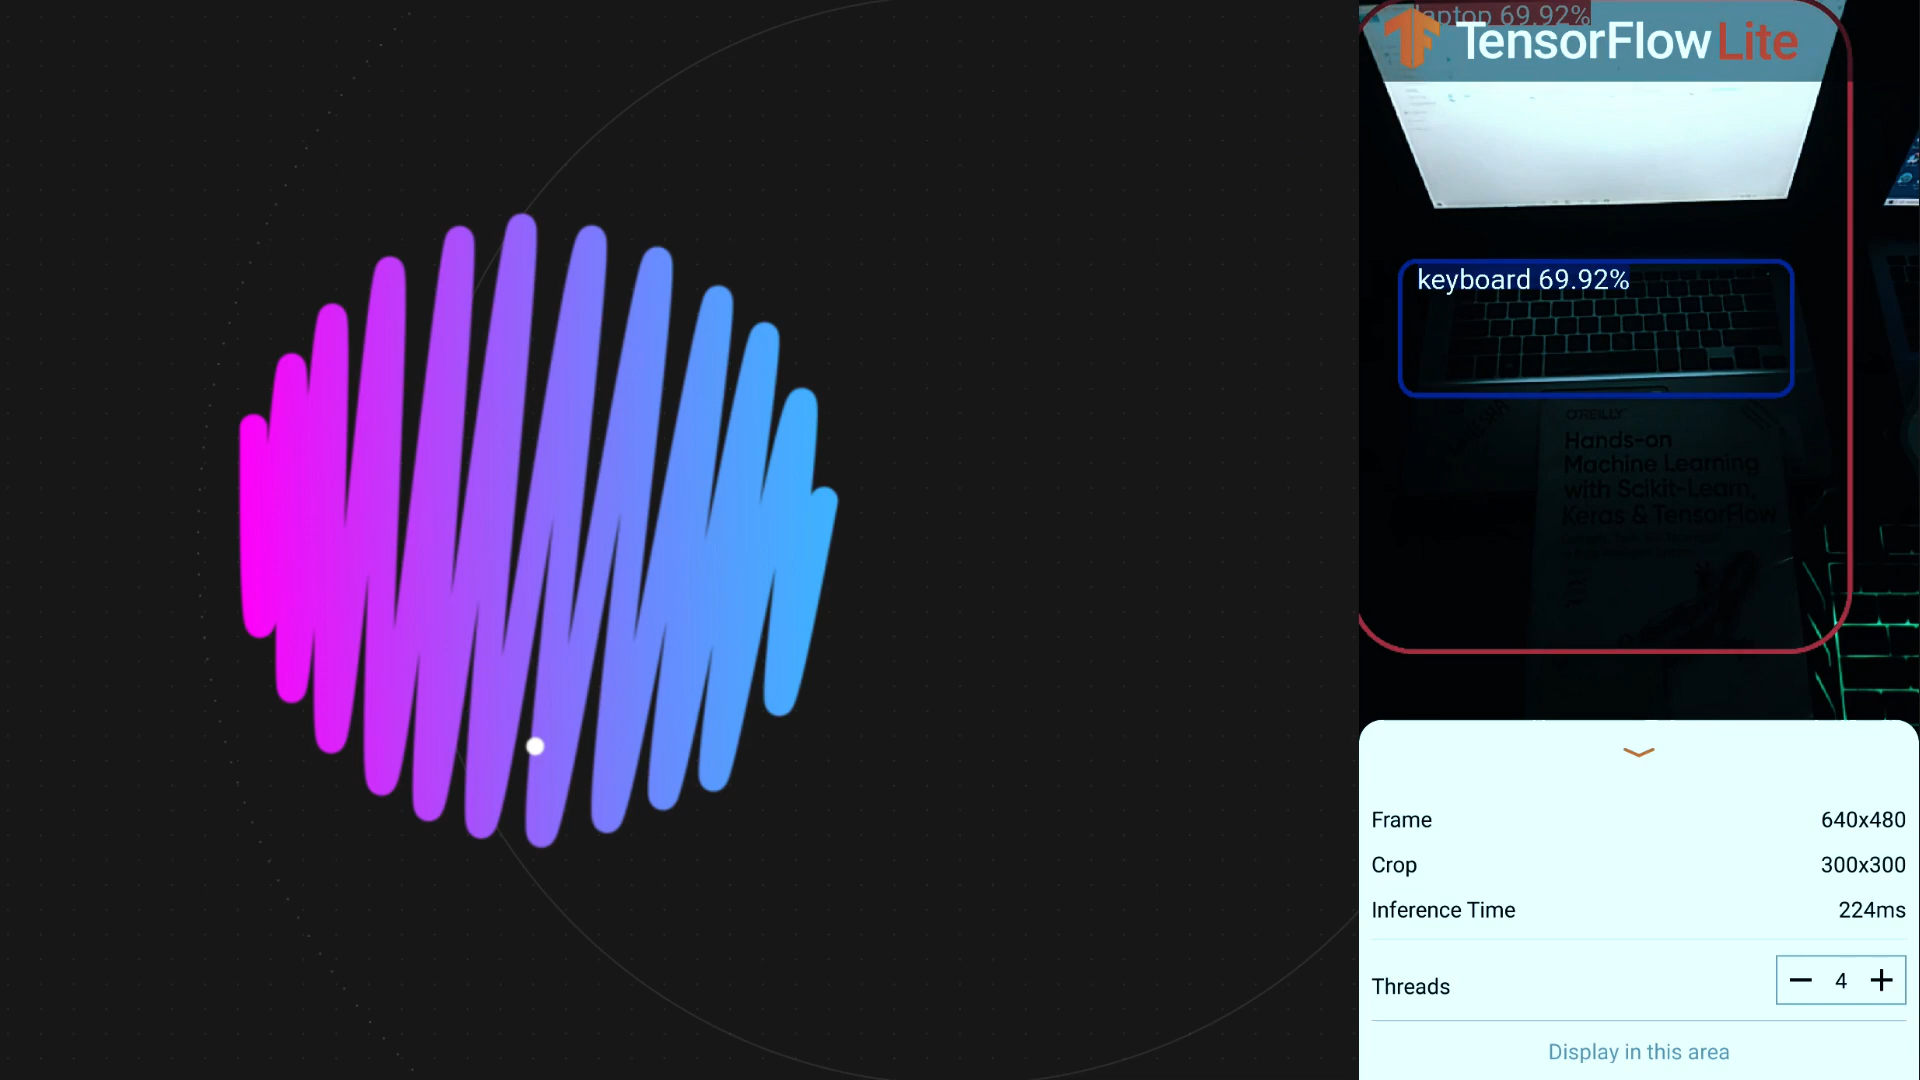 laptop 69.92%
TensorFlow Lite
keyboard 69.92%
O'REILLY
Hands-on
Machine Learning
with Scikit-Learn,
Keras & TensorFlow
Frame 640x480
Crop 300x300
Inference Time 224ms
Threads 4
Display in this area